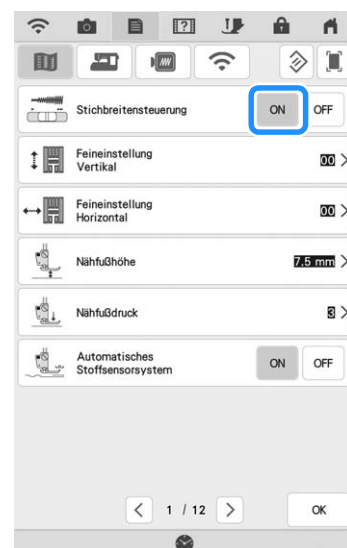 Stichbreitensteuerung ON OFF
Feineinstellung
Vertikal 00
Feineinstellung
Horizontal 00
Nähfußhöhe 7.5 mm
Nähfußdruck 3
Automatisches
Stoffsensorsystem ON OFF
1 / 12 OK